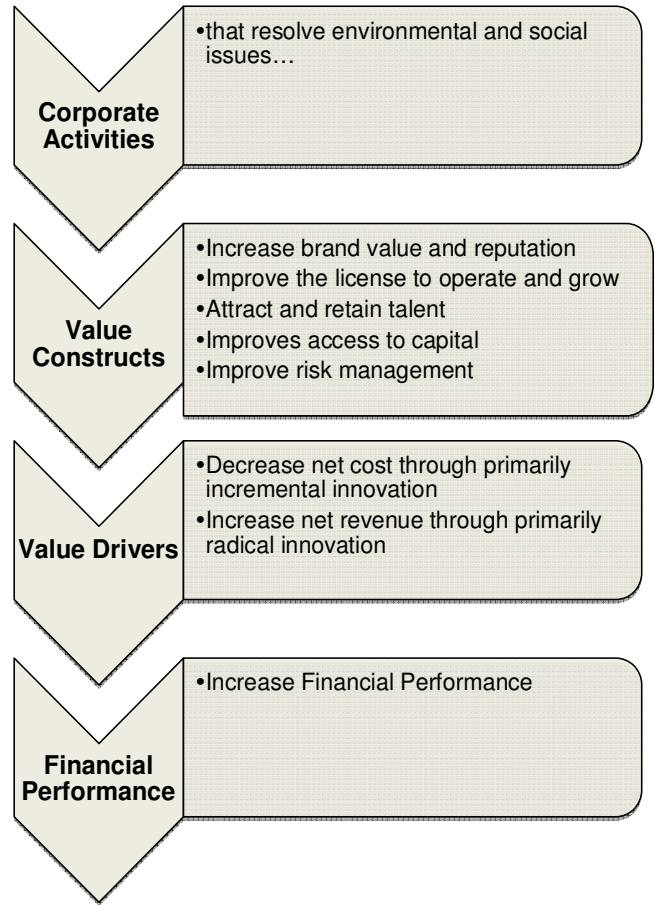 Corporate
Activities
•that resolve environmental and social
issues…
Value
Constructs
•Increase brand value and reputation
•Improve the license to operate and grow
•Attract and retain talent
•Improves access to capital
•Improve risk management
Value Drivers
•Decrease net cost through primarily
incremental innovation
•Increase net revenue through primarily
radical innovation
Financial
Performance
•Increase Financial Performance